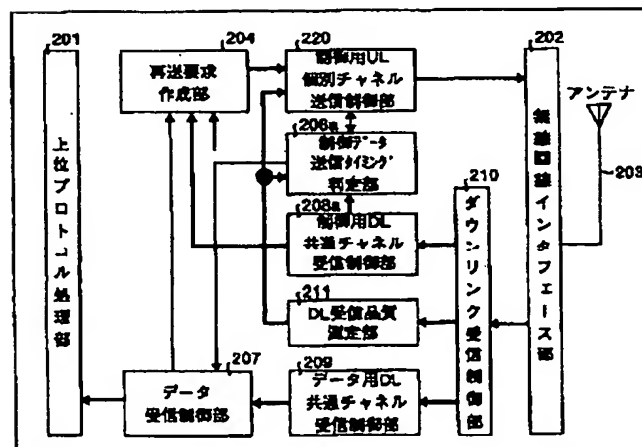 201
204
220
202
再送要求
作成部
制御用UL
個別チャネル
送信制御部
アンテナ
203
206a
制御データ
送信タイミング
判定部
210
208a
制御用DL
共通チャネル
受信制御部
211
DL受信品質
測定部
207
データ
受信制御部
209
データ用DL
共通チャネル
受信制御部
上位プロトコル処理部
ダウンリンク受信制御部
無線回線インタフェース部